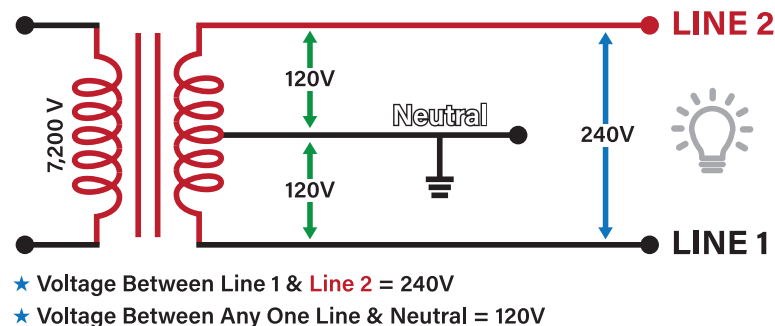 LINE 2
120V
Neutral
7,200 V
240V
120V
LINE 1
★ Voltage Between Line 1 & Line 2 = 240V
★ Voltage Between Any One Line & Neutral = 120V